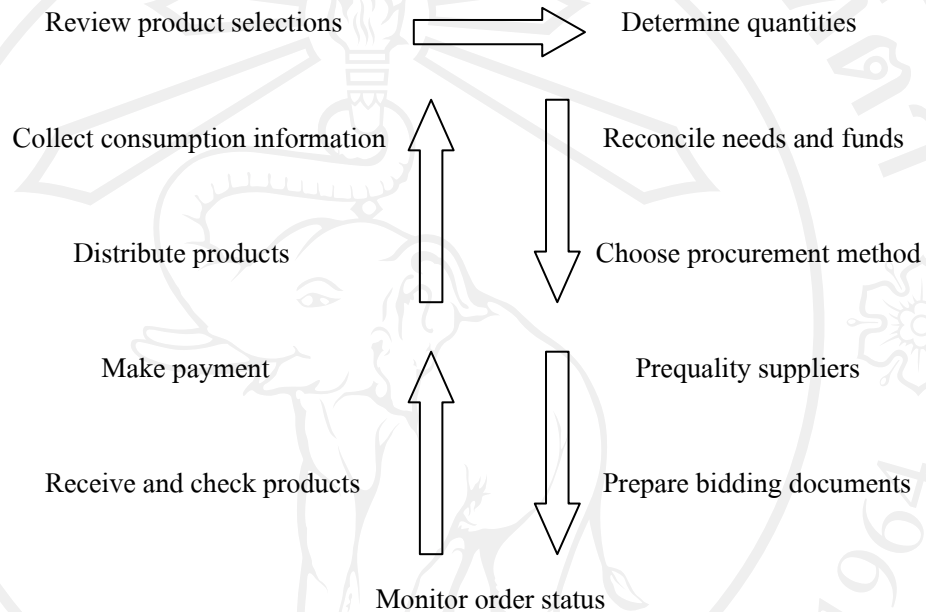 Review product selections
Determine quantities
Collect consumption information
Reconcile needs and funds
Distribute products
Choose procurement method
Make payment
Prequality suppliers
Receive and check products
Prepare bidding documents
Monitor order status
1964